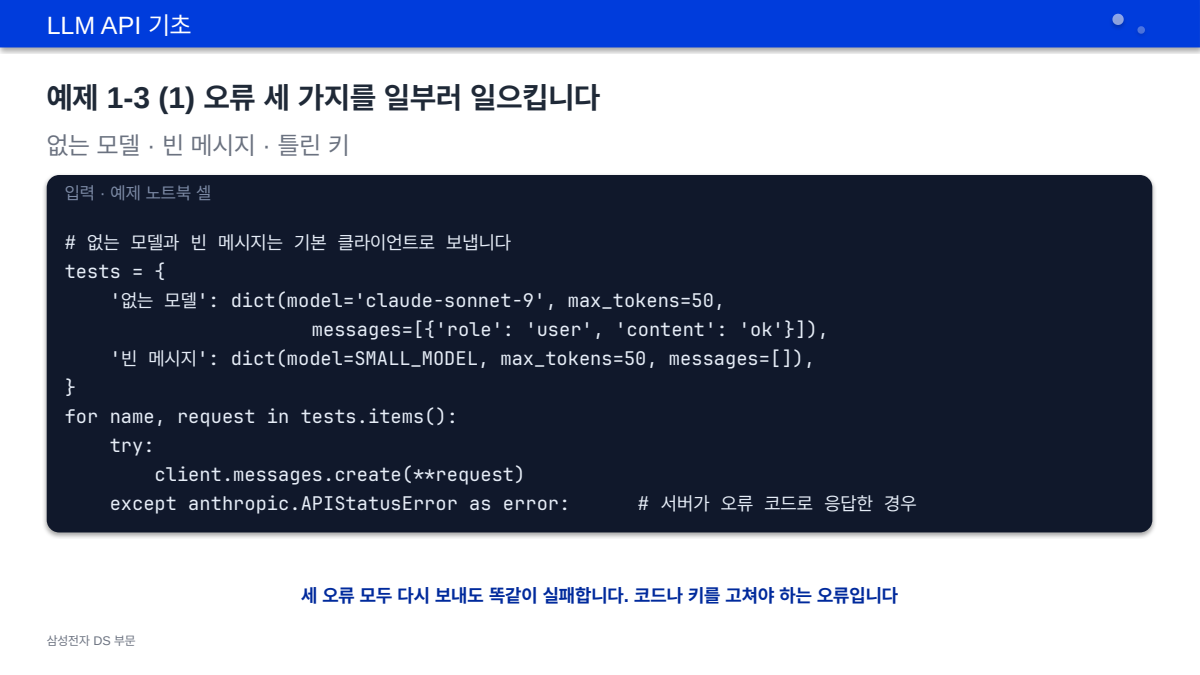 LLM API 기초
예제 1-3 (1) 오류 세 가지를 일부러 일으킵니다
없는 모델 · 빈 메시지 · 틀린 키
입력 · 예제 노트북 셀
# 없는 모델과 빈 메시지는 기본 클라이언트로 보냅니다
tests = {
    '없는 모델': dict(model='claude-sonnet-9', max_tokens=50,
                      messages=[{'role': 'user', 'content': 'ok'}]),
    '빈 메시지': dict(model=SMALL_MODEL, max_tokens=50, messages=[]),
}
for name, request in tests.items():
    try:
        client.messages.create(**request)
    except anthropic.APIStatusError as error:      # 서버가 오류 코드로 응답한 경우
세 오류 모두 다시 보내도 똑같이 실패합니다. 코드나 키를 고쳐야 하는 오류입니다
삼성전자 DS 부문